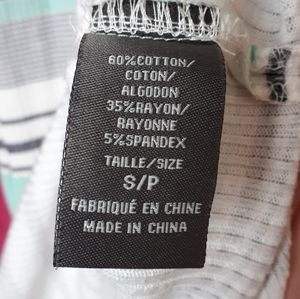 60%COTTON/
COTON/
ALGODON
35%RAYON/
RAYONNE
5%SPANDEX
TAILLE/SIZE
S/P
FABRIQUÉ EN CHINE
MADE IN CHINA